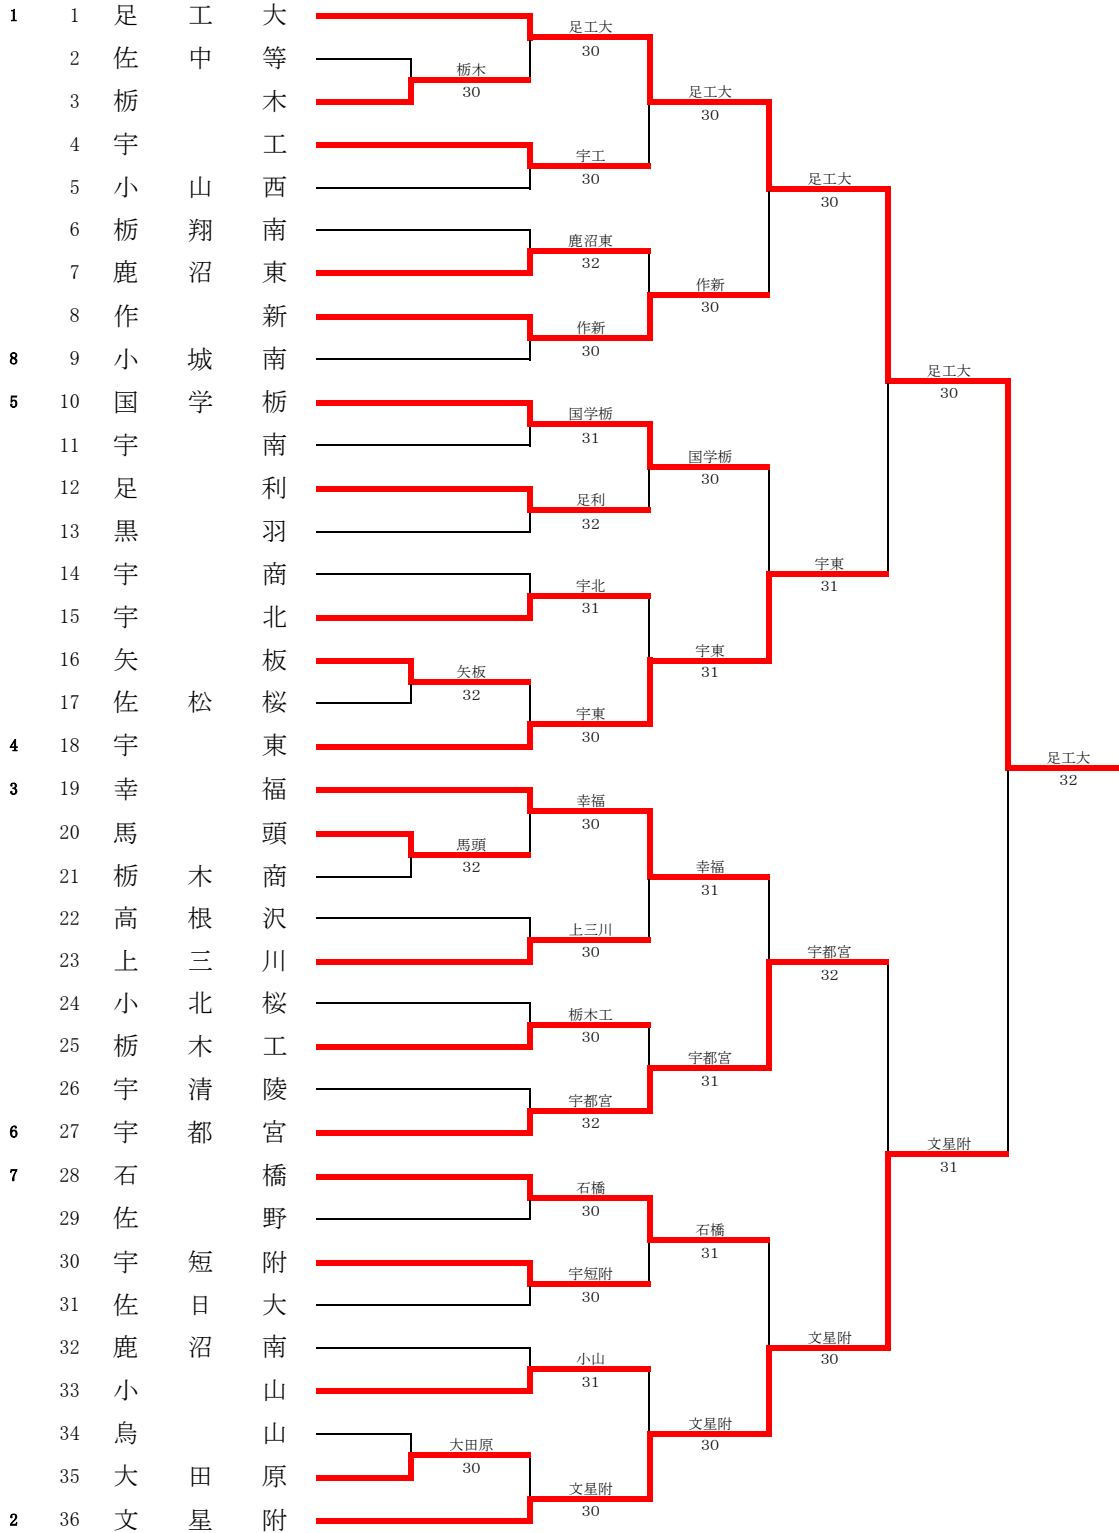 1 1 足工大
足工大
2 佐中等
30
栃木
3 栃木
30
足工大
30
4 宇工
宇工
5 小山西
30
足工大
30
6 栃翔南
鹿沼東
7 鹿沼東
32
作新
8 作新
30
作新
8 9 小城南
30
足工大
30
5 10 国学栃
国学栃
11 宇南
31
国学栃
12 足利
30
足利
13 黒羽
32
14 宇商
宇東
宇北
31
15 宇北
31
宇東
16 矢板
矢板
31
17 佐松桜
32
宇東
4 18 宇東
30
足工大
32
3 19 幸福
幸福
20 馬頭
30
馬頭
21 栃木商
32
幸福
31
22 高根沢
上三川
23 上三川
30
宇都宮
32
24 小北桜
栃木工
25 栃木工
30
宇都宮
26 宇清陵
31
宇都宮
6 27 宇都宮
32
文星附
31
7 28 石橋
石橋
29 佐野
30
石橋
30 宇短附
31
宇短附
31 佐日大
30
32 鹿沼南
文星附
小山
30
33 小山
31
34 烏山
文星附
大田原
30
35 大田原
30
文星附
2 36 文星附
30